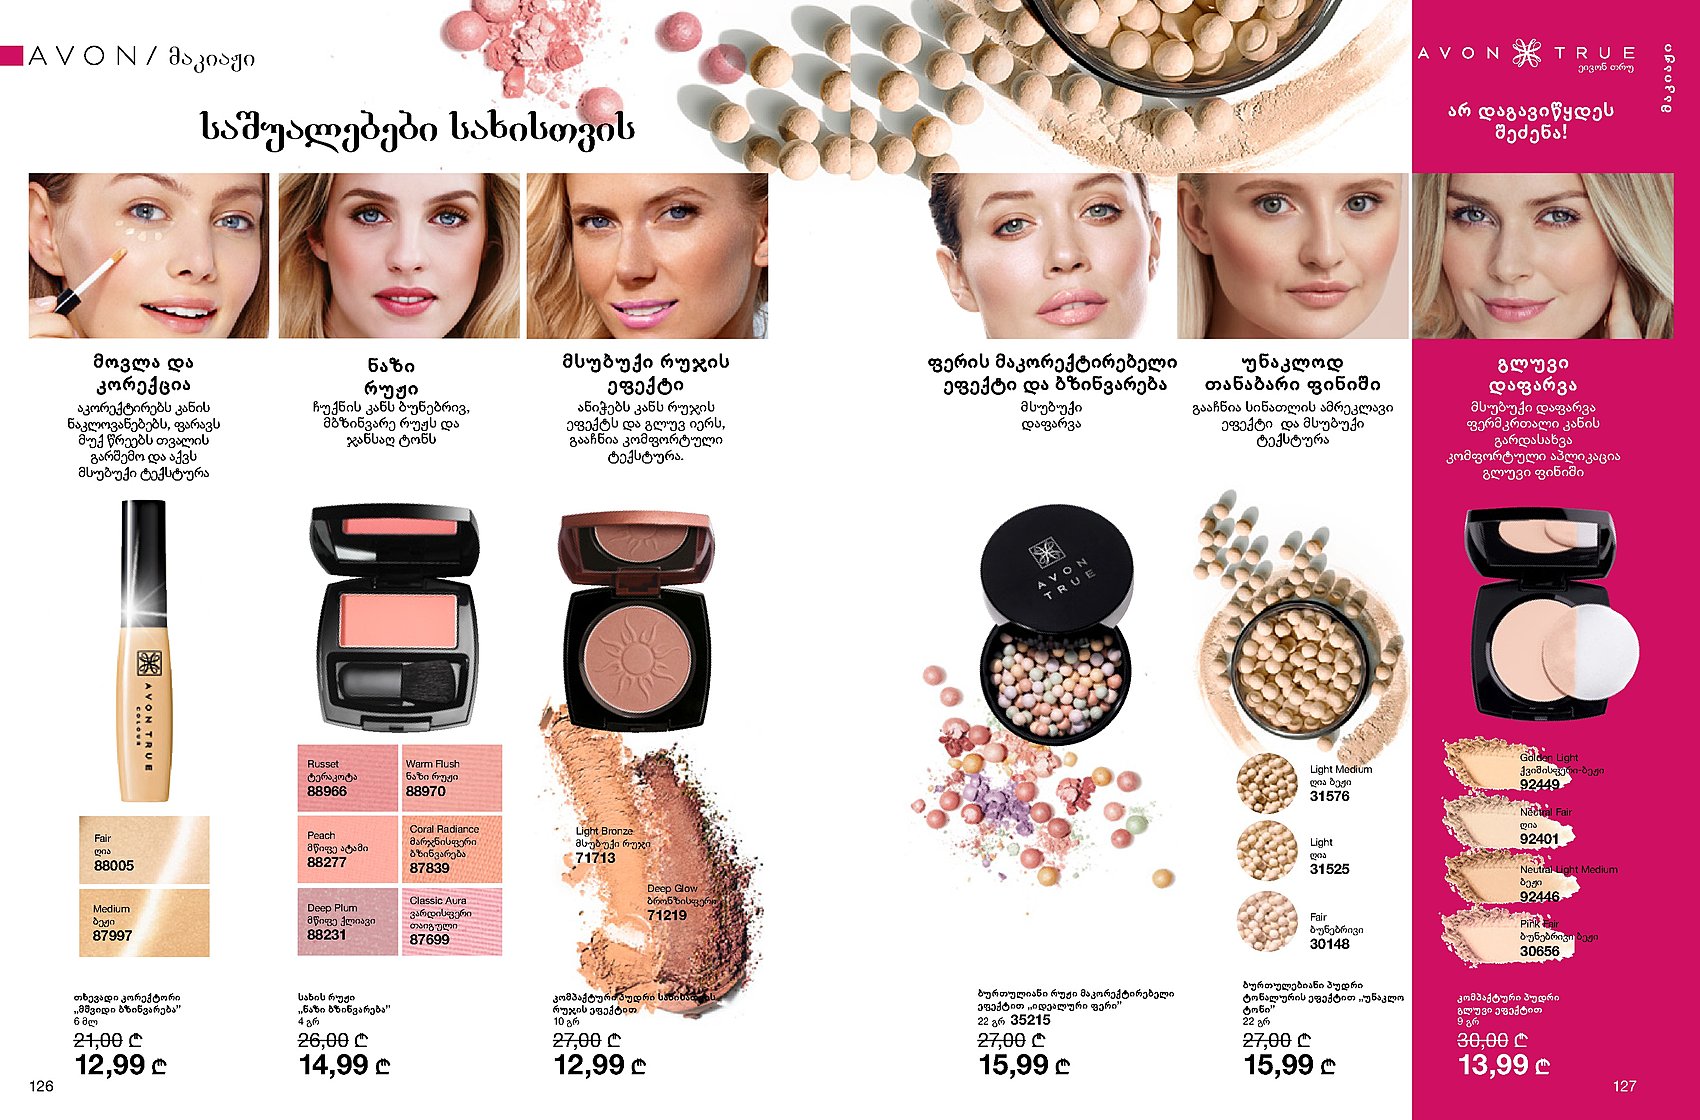 AVON / მაკიაჟი
საშუალებები სახისთვის
AVON TRUE
ეივონ თრუ
მაკიაჟი
არ დაგავიწყდეს
შეძენა!
მოვლა და
კორექცია
აკორექტირებს კანის
ნაკლოვანებებს, ფარავს
მუქ წრეებს თვალის
გარშემო და აქვს
მსუბუქი ტექსტურა
ნაზი
რუჟი
ჩუქნის კანს ბუნებრივ,
მბზინვარე რუჟს და
ჯანსაღ ტონს
მსუბუქი რუჯის
ეფექტი
ანიჭებს კანს რუჯის
ეფექტს და გლუვ იერს,
გააჩნია კომფორტული
ტექსტურა.
ფერის მაკორექტირებელი
ეფექტი და ბზინვარება
მსუბუქი
დაფარვა
უნაკლოდ
თანაბარი ფინიში
გააჩნია სინათლის ამრეკლავი
ეფექტი და მსუბუქი
ტექსტურა
გლუვი
დაფარვა
მსუბუქი დაფარვა
ფერმკრთალი კანის
გარდასახვა
კომფორტული აპლიკაცია
გლუვი ფინიში
AVON TRUE
COLOUR
Fair
ღია
88005
Medium
ბეჟი
87997
თხევადი კორექტორი
„მშვიდი ბზინვარება”
6 მლ
21,00 ₾
12,99 ₾
Russet
ტერაკოტა
88966
Warm Flush
ნაზი რუჟი
88970
Peach
მწიფე ატამი
88277
Coral Radiance
მარჯნისფერი
ბზინვარება
87839
Deep Plum
მწიფე ქლიავი
88231
Classic Aura
ვარდისფერი
თაიგული
87699
სახის რუჟი
„ნაზი ბზინვარება”
4 გრ
26,00 ₾
14,99 ₾
Light Bronze
მსუბუქი რუჯი
71713
Deep Glow
ბრონზისფერი
71219
კომპაქტური პუდრი სახისათვის
რუჯის ეფექტით
10 გრ
27,00 ₾
12,99 ₾
AVON
TRUE
ბურთულიანი რუჟი მაკორექტირებელი
ეფექტით „იდეალური ფერი”
22 გრ 35215
27,00 ₾
15,99 ₾
Light Medium
ღია ბეჟი
31576
Light
ღია
31525
Fair
ბუნებრივი
30148
ბურთულებიანი პუდრი
ტონალურის ეფექტით „უნაკლო
ტონი”
22 გრ
27,00 ₾
15,99 ₾
Golden Light
ქვიშისფერი-ბეჟი
92449
Neutral Fair
ღია
92401
Neutral Light Medium
ბეჟი
92446
Pink Fair
ბუნებრივი ბეჟი
30656
კომპაქტური პუდრი
გლუვი ეფექტით
9 გრ
30,00 ₾
13,99 ₾
126
127